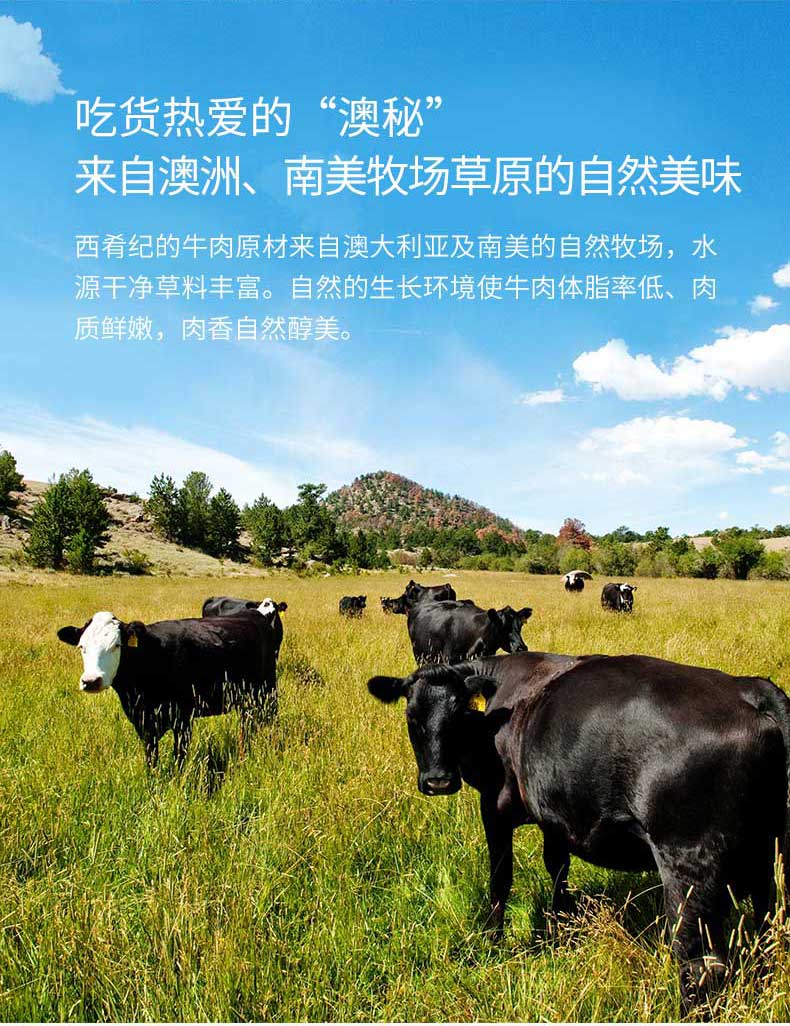 吃货热爱的“澳秘”
来自澳洲、南美牧场草原的自然美味
西肴纪的牛肉原材来自澳大利亚及南美的自然牧场，水
源干净草料丰富。自然的生长环境使牛肉体脂率低、肉
质鲜嫩，肉香自然醇美。